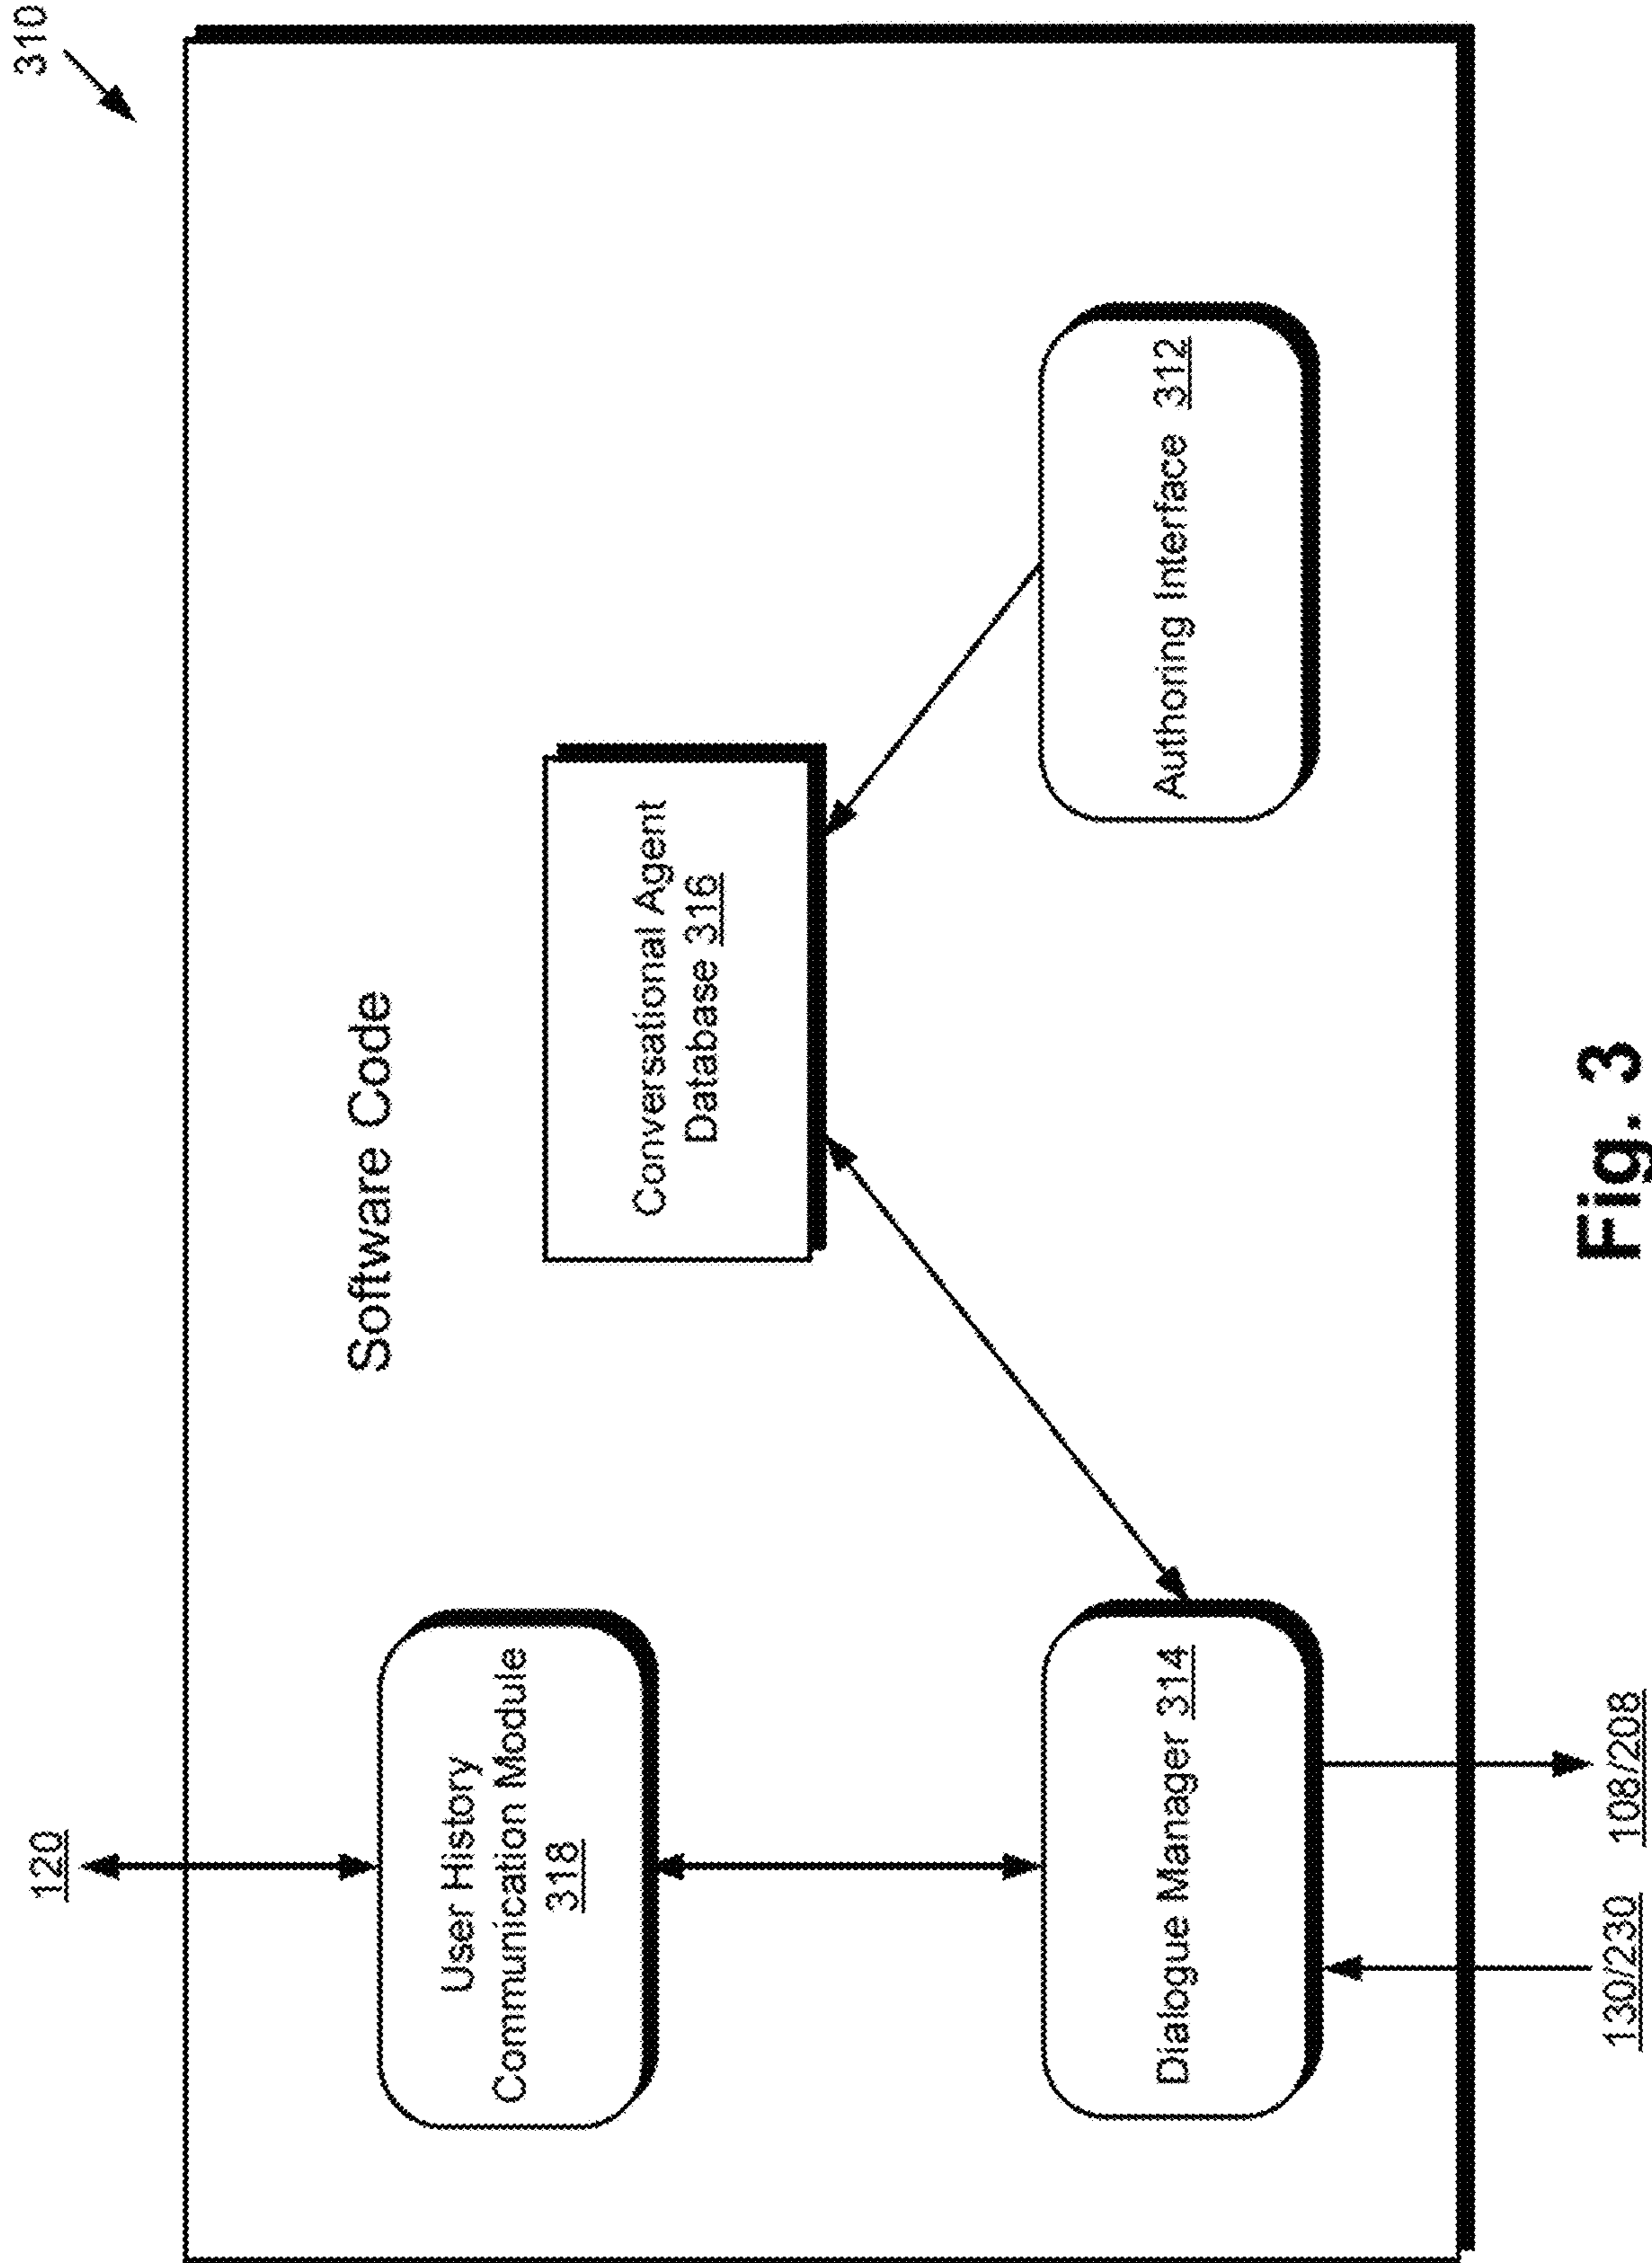 310
120
Software Code
User History
Communication Module
318
Conversational Agent
Database 316
Dialogue Manager 314
Authoring Interface 312
130/230
108/208
Fig. 3